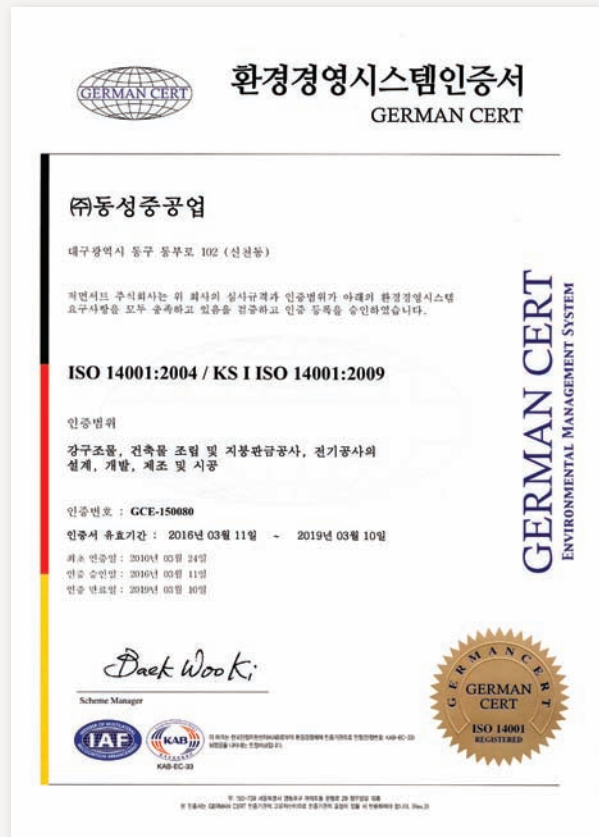 GERMAN CERT
환경경영시스템인증서
GERMAN CERT
㈜동성중공업
대구광역시 동구 동부로 102 (신천동)
저먼서트 주식회사는 위 회사의 심사규격과 인증범위가 아래의 환경경영시스템
요구사항을 모두 충족하고 있음을 검증하고 인증 등록을 승인하였습니다.
ISO 14001:2004 / KS I ISO 14001:2009
인증범위
강구조물, 건축물 조립 및 지붕판금공사, 전기공사의
설계, 개발, 제조 및 시공
인증번호 : GCE-150080
인증서 유효기간 : 2016년 03월 11일 ~ 2019년 03월 10일
최초 인증일 : 2010년 03월 24일
인증 승인일 : 2016년 03월 11일
인증 만료일 : 2019년 03월 10일
Baek Woo Ki
Scheme Manager
IAF
KAB
KAB-EC-33
GERMAN CERT
ENVIRONMENTAL MANAGEMENT SYSTEM
GERMANCERT
GERMAN
CERT
ISO 14001
REGISTERED